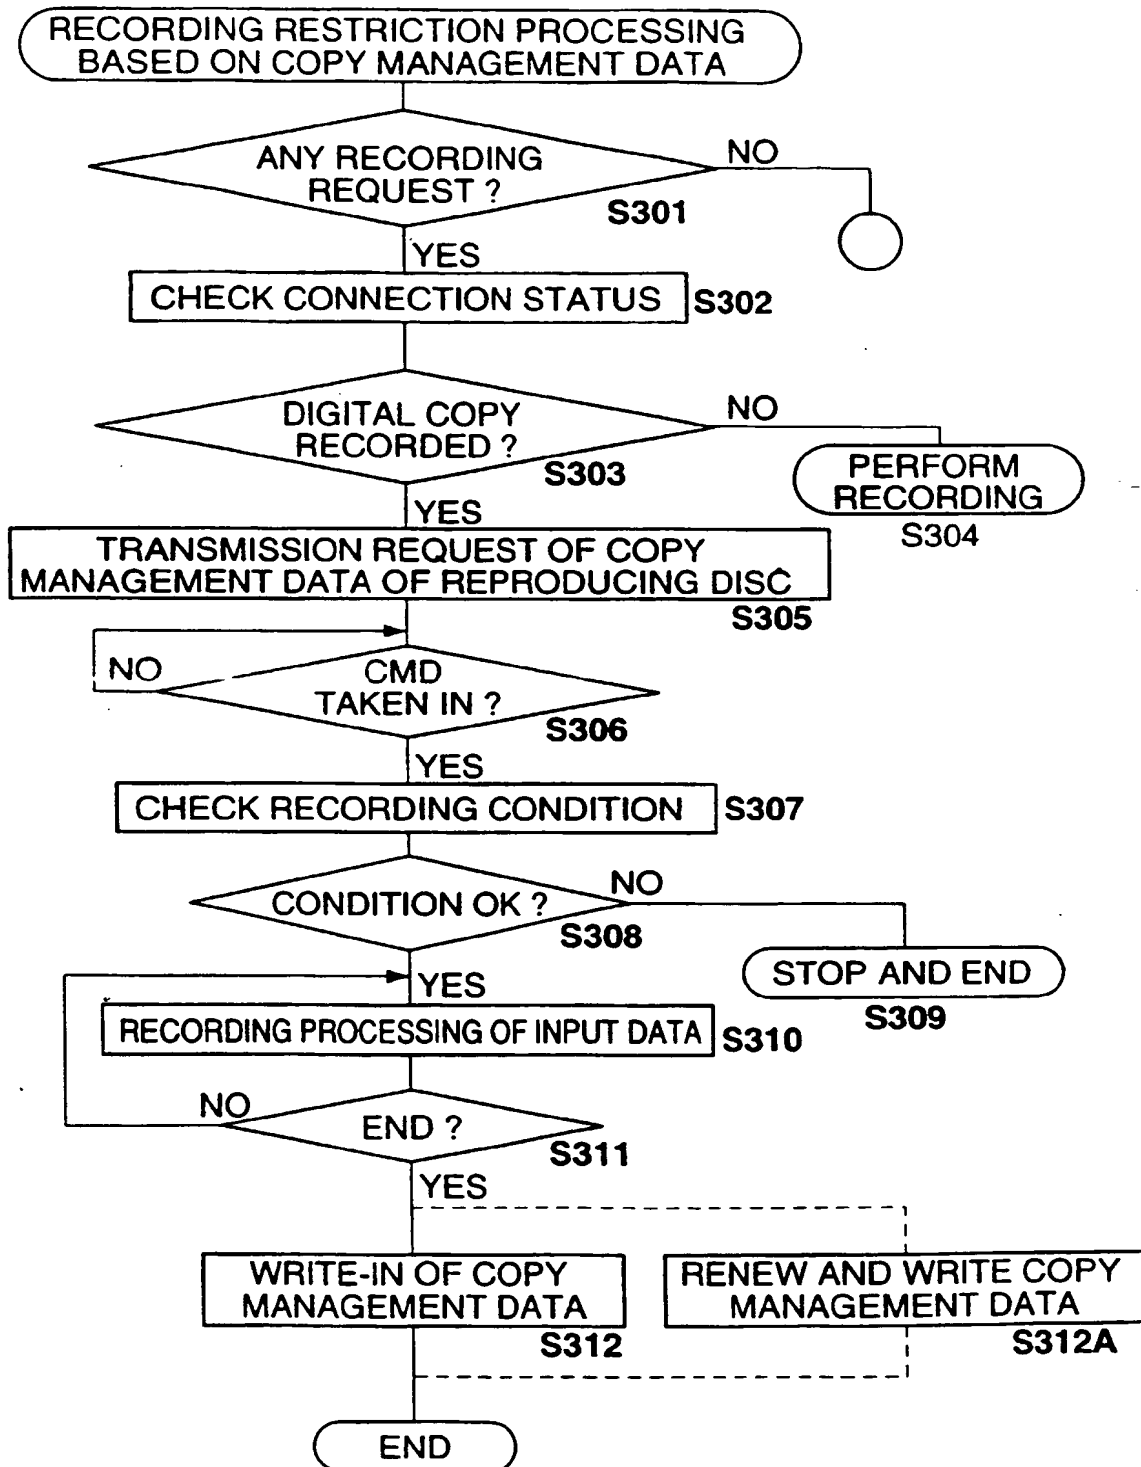 RECORDING RESTRICTION PROCESSING
BASED ON COPY MANAGEMENT DATA
ANY RECORDING
REQUEST ?
S301
NO
YES
CHECK CONNECTION STATUS
S302
DIGITAL COPY
RECORDED ?
S303
NO
PERFORM
RECORDING
S304
YES
TRANSMISSION REQUEST OF COPY
MANAGEMENT DATA OF REPRODUCING DISC
S305
NO
CMD
TAKEN IN ?
S306
YES
CHECK RECORDING CONDITION
S307
CONDITION OK ?
S308
NO
STOP AND END
S309
YES
RECORDING PROCESSING OF INPUT DATA
S310
NO
END ?
S311
YES
WRITE-IN OF COPY
MANAGEMENT DATA
S312
RENEW AND WRITE COPY
MANAGEMENT DATA
S312A
END